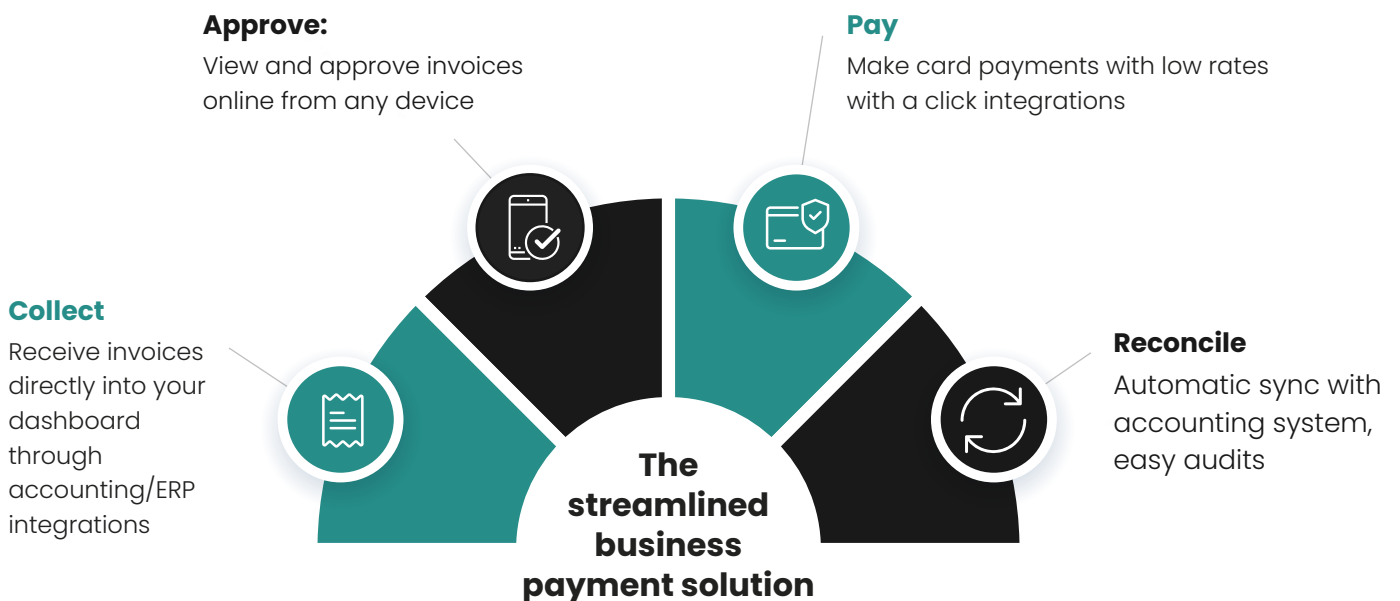 Approve:
View and approve invoices
online from any device
Pay
Make card payments with low rates
with a click integrations
Collect
Receive invoices
directly into your
dashboard
through
accounting/ERP
integrations
Reconcile
Automatic sync with
accounting system,
easy audits
The
streamlined
business
payment solution